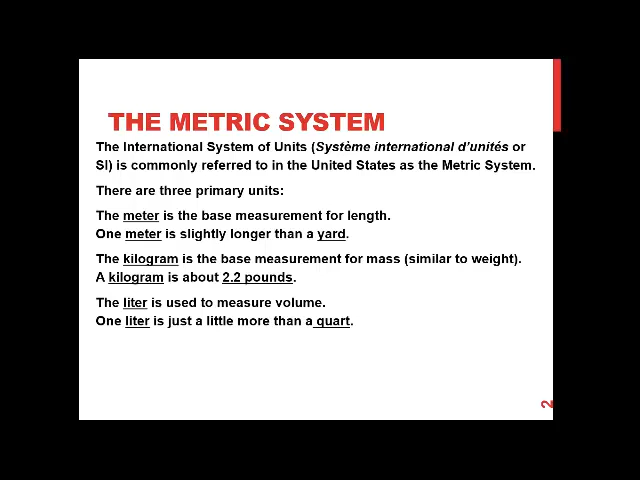 THE METRIC SYSTEM
The International System of Units (Système international d'unités or
SI) is commonly referred to in the United States as the Metric System.
There are three primary units:
The meter is the base measurement for length.
One meter is slightly longer than a yard.
The kilogram is the base measurement for mass (similar to weight).
A kilogram is about 2.2 pounds.
The liter is used to measure volume.
One liter is just a little more than a quart.
2